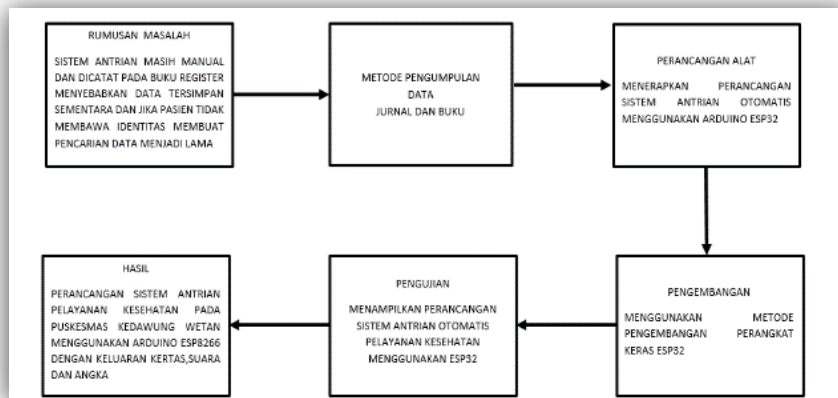 RUMUSAN MASALAH
SISTEM ANTRIAN MASIH MANUAL
DAN DICATAT PADA BUKU REGISTER
MENYEBABKAN DATA TERSIMPAN
SEMENTARA DAN JIKA PASIEN TIDAK
MEMBAWA IDENTITAS MEMBUAT
PENCARIAN DATA MENJADI LAMA
METODE PENGUMPULAN
DATA
JURNAL DAN BUKU
PERANCANGAN ALAT
MENERAPKAN PERANCANGAN
SISTEM ANTRIAN OTOMATIS
MENGGUNAKAN ARDUINO ESP32
PENGEMBANGAN
MENGGUNAKAN METODE
PENGEMBANGAN PERANGKAT
KERAS ESP32
PENGUJIAN
MENAMPILKAN PERANCANGAN
SISTEM ANTRIAN OTOMATIS
PELAYANAN KESEHATAN
MENGGUNAKAN ESP32
HASIL
PERANCANGAN SISTEM ANTRIAN
PELAYANAN KESEHATAN PADA
PUSKESMAS KEDAWUNG WETAN
MENGGUNAKAN ARDUINO ESP8266
DENGAN KELUARAN KERTAS,SUARA
DAN ANGKA